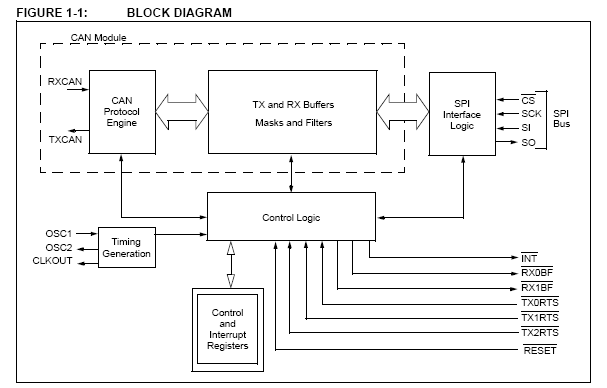 FIGURE 1-1: BLOCK DIAGRAM
CAN Module
RXCAN
TXCAN
CAN
Protocol
Engine
TX and RX Buffers
Masks and Filters
SPI
Interface
Logic
CS
SCK
SI
SO
SPI
Bus
Control Logic
OSC1
OSC2
CLKOUT
Timing
Generation
Control
and
Interrupt
Registers
INT
RX0BF
RX1BF
TX0RTS
TX1RTS
TX2RTS
RESET